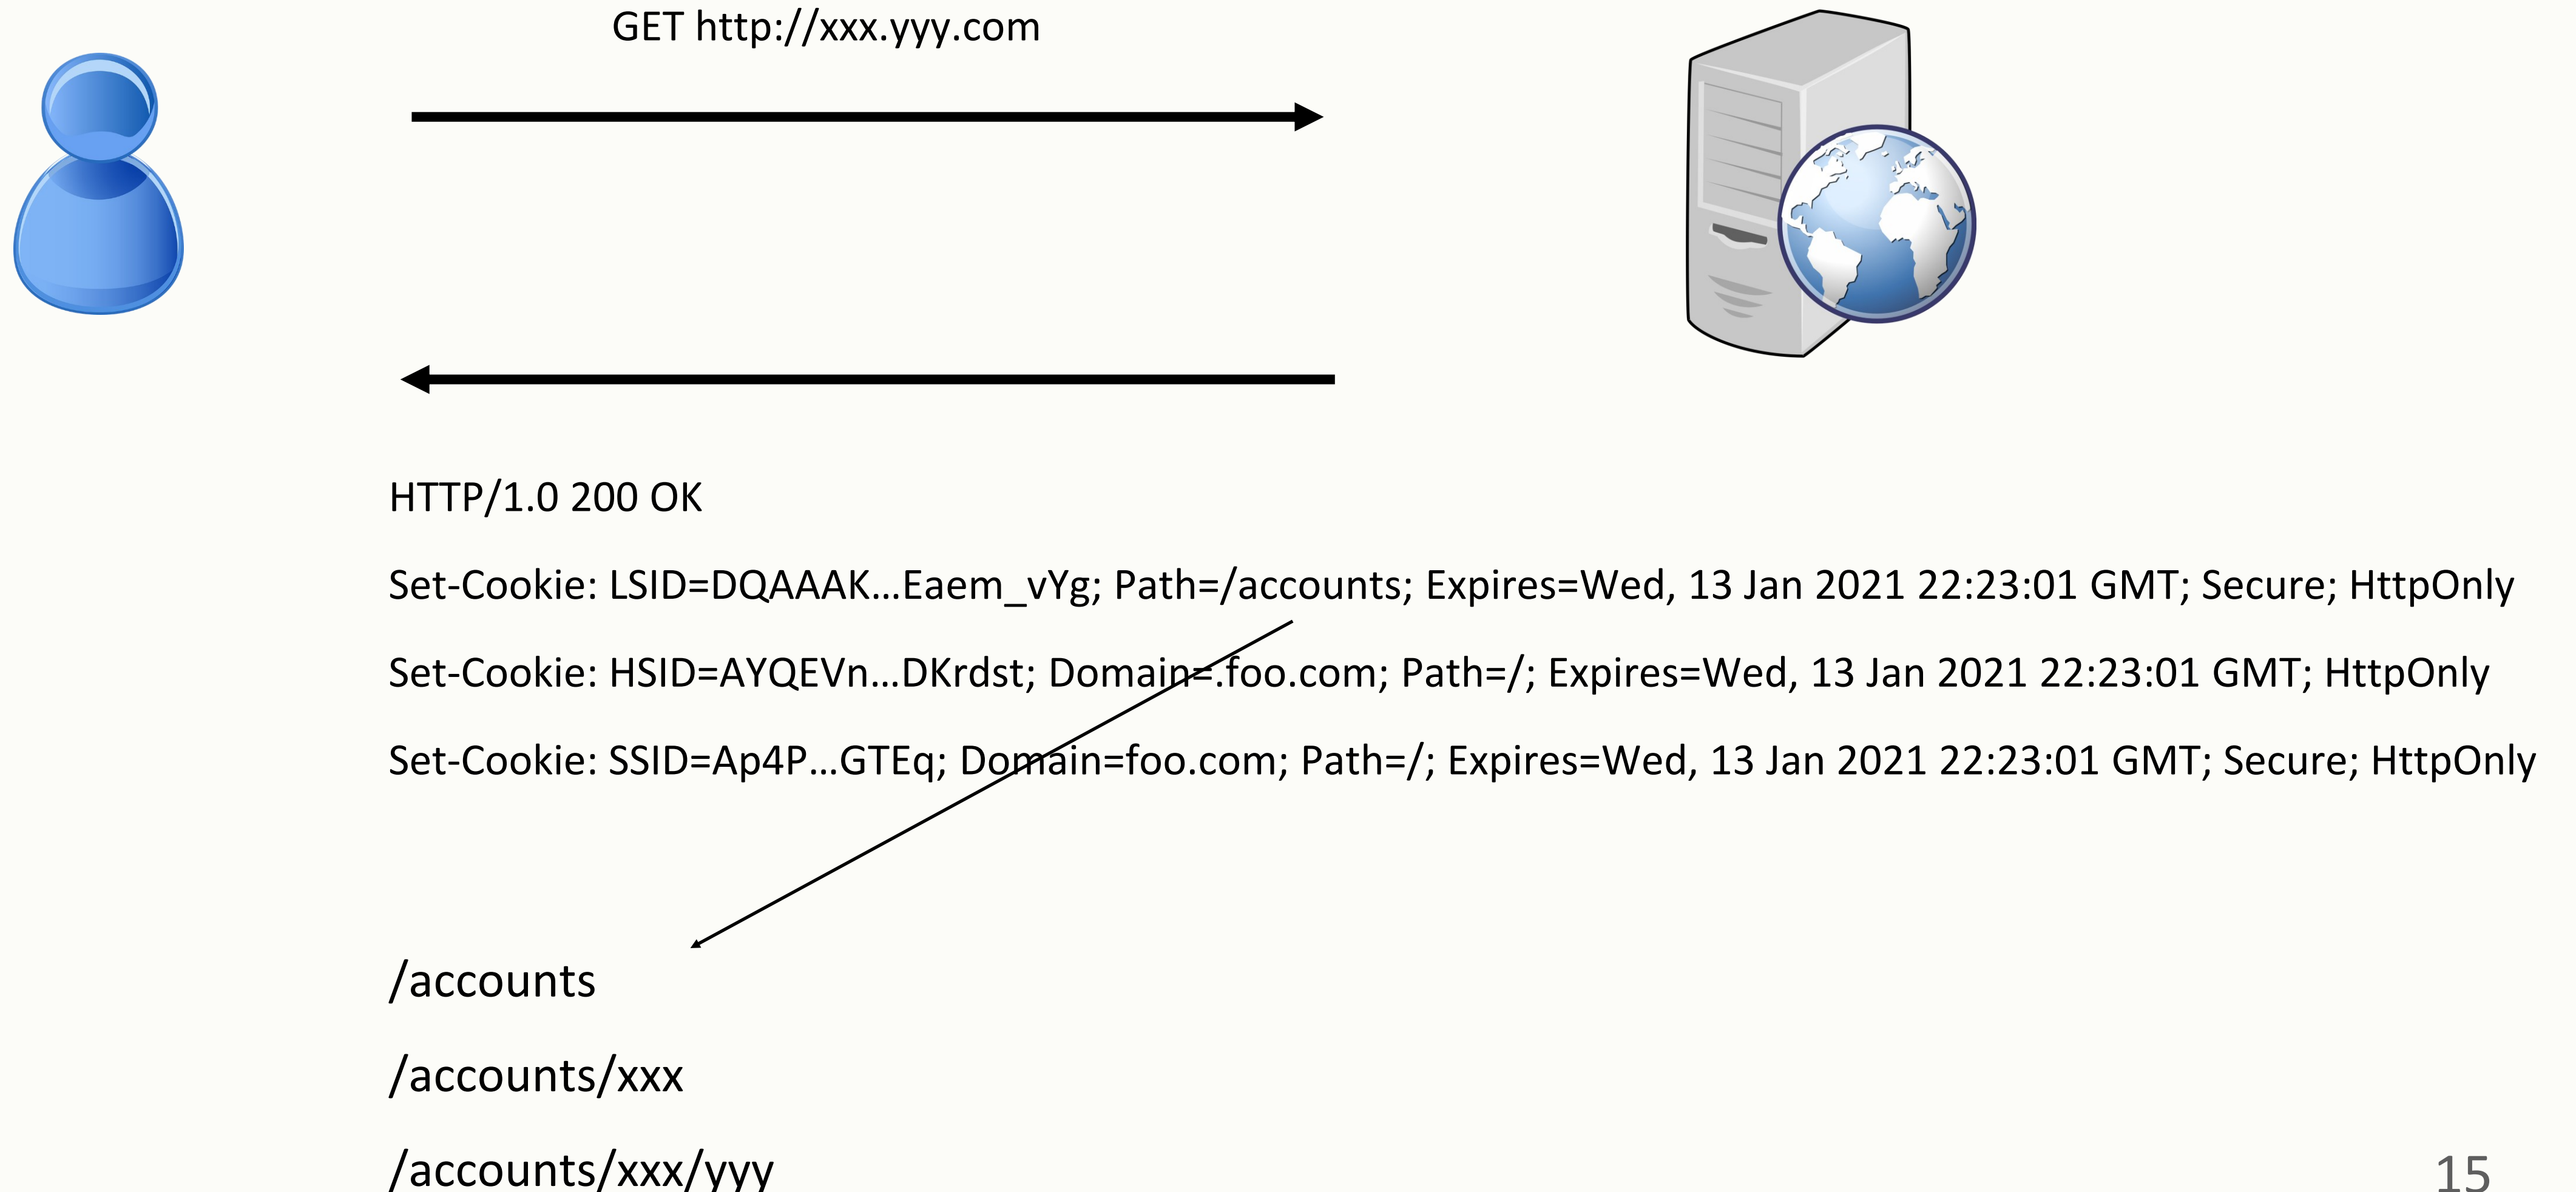 GET http://xxx.yyy.com
HTTP/1.0 200 OK
Set-Cookie: LSID=DQAAAK…Eaem_vYg; Path=/accounts; Expires=Wed, 13 Jan 2021 22:23:01 GMT; Secure; HttpOnly
Set-Cookie: HSID=AYQEVn…DKrdst; Domain=.foo.com; Path=/; Expires=Wed, 13 Jan 2021 22:23:01 GMT; HttpOnly
Set-Cookie: SSID=Ap4P…GTEq; Domain=foo.com; Path=/; Expires=Wed, 13 Jan 2021 22:23:01 GMT; Secure; HttpOnly
/accounts
/accounts/xxx
/accounts/xxx/yyy
15